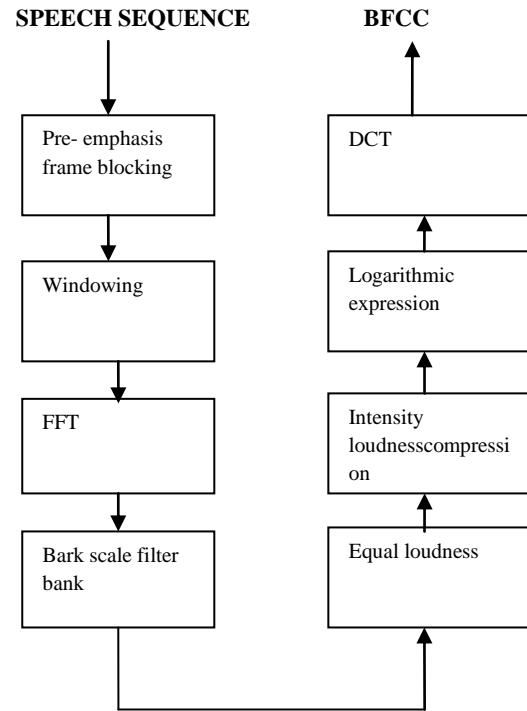 SPEECH SEQUENCE
Pre- emphasis
frame blocking
Windowing
FFT
Bark scale filter
bank
BFCC
DCT
Logarithmic
expression
Intensity
loudnesscompressi
on
Equal loudness